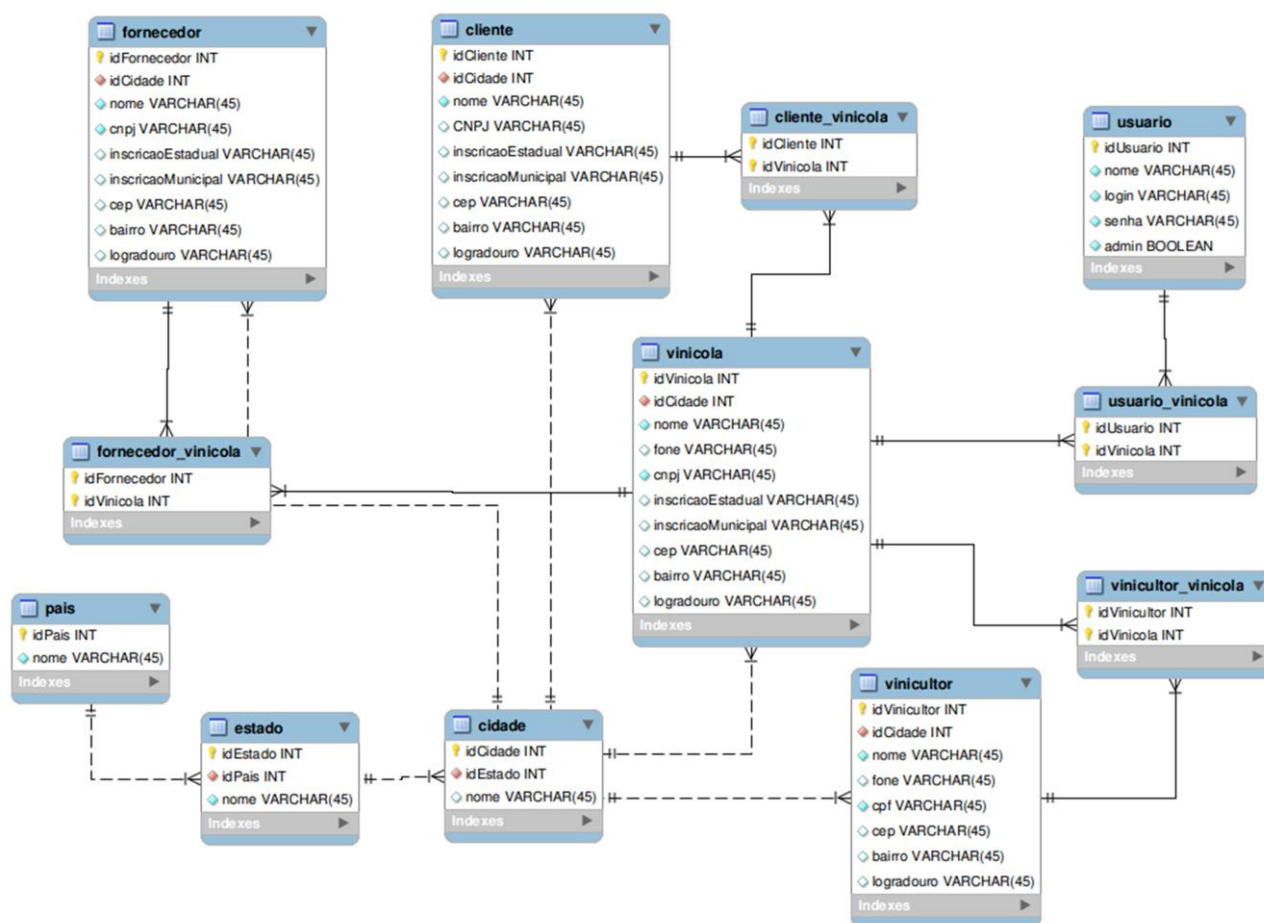 fornecedor
idFornecedor INT
idCidade INT
nome VARCHAR(45)
cnpj VARCHAR(45)
inscricaoEstadual VARCHAR(45)
inscricaoMunicipal VARCHAR(45)
cep VARCHAR(45)
bairro VARCHAR(45)
logradouro VARCHAR(45)
Indexes
cliente
idCliente INT
idCidade INT
nome VARCHAR(45)
CNPJ VARCHAR(45)
inscricaoEstadual VARCHAR(45)
inscricaoMunicipal VARCHAR(45)
cep VARCHAR(45)
bairro VARCHAR(45)
logradouro VARCHAR(45)
Indexes
cliente_vinicola
idCliente INT
idVinicola INT
Indexes
usuario
idUsuario INT
nome VARCHAR(45)
login VARCHAR(45)
senha VARCHAR(45)
admin BOOLEAN
Indexes
fornecedor_vinicola
idFornecedor INT
idVinicola INT
Indexes
vinicola
idVinicola INT
idCidade INT
nome VARCHAR(45)
fone VARCHAR(45)
cnpj VARCHAR(45)
inscricaoEstadual VARCHAR(45)
inscricaoMunicipal VARCHAR(45)
cep VARCHAR(45)
bairro VARCHAR(45)
logradouro VARCHAR(45)
Indexes
usuario_vinicola
idUsuario INT
idVinicola INT
Indexes
pais
idPais INT
nome VARCHAR(45)
Indexes
estado
idEstado INT
idPais INT
nome VARCHAR(45)
Indexes
cidade
idCidade INT
idEstado INT
nome VARCHAR(45)
Indexes
vinicultor
idVinicultor INT
idCidade INT
nome VARCHAR(45)
fone VARCHAR(45)
cpf VARCHAR(45)
cep VARCHAR(45)
bairro VARCHAR(45)
logradouro VARCHAR(45)
Indexes
vinicultor_vinicola
idVinicultor INT
idVinicola INT
Indexes